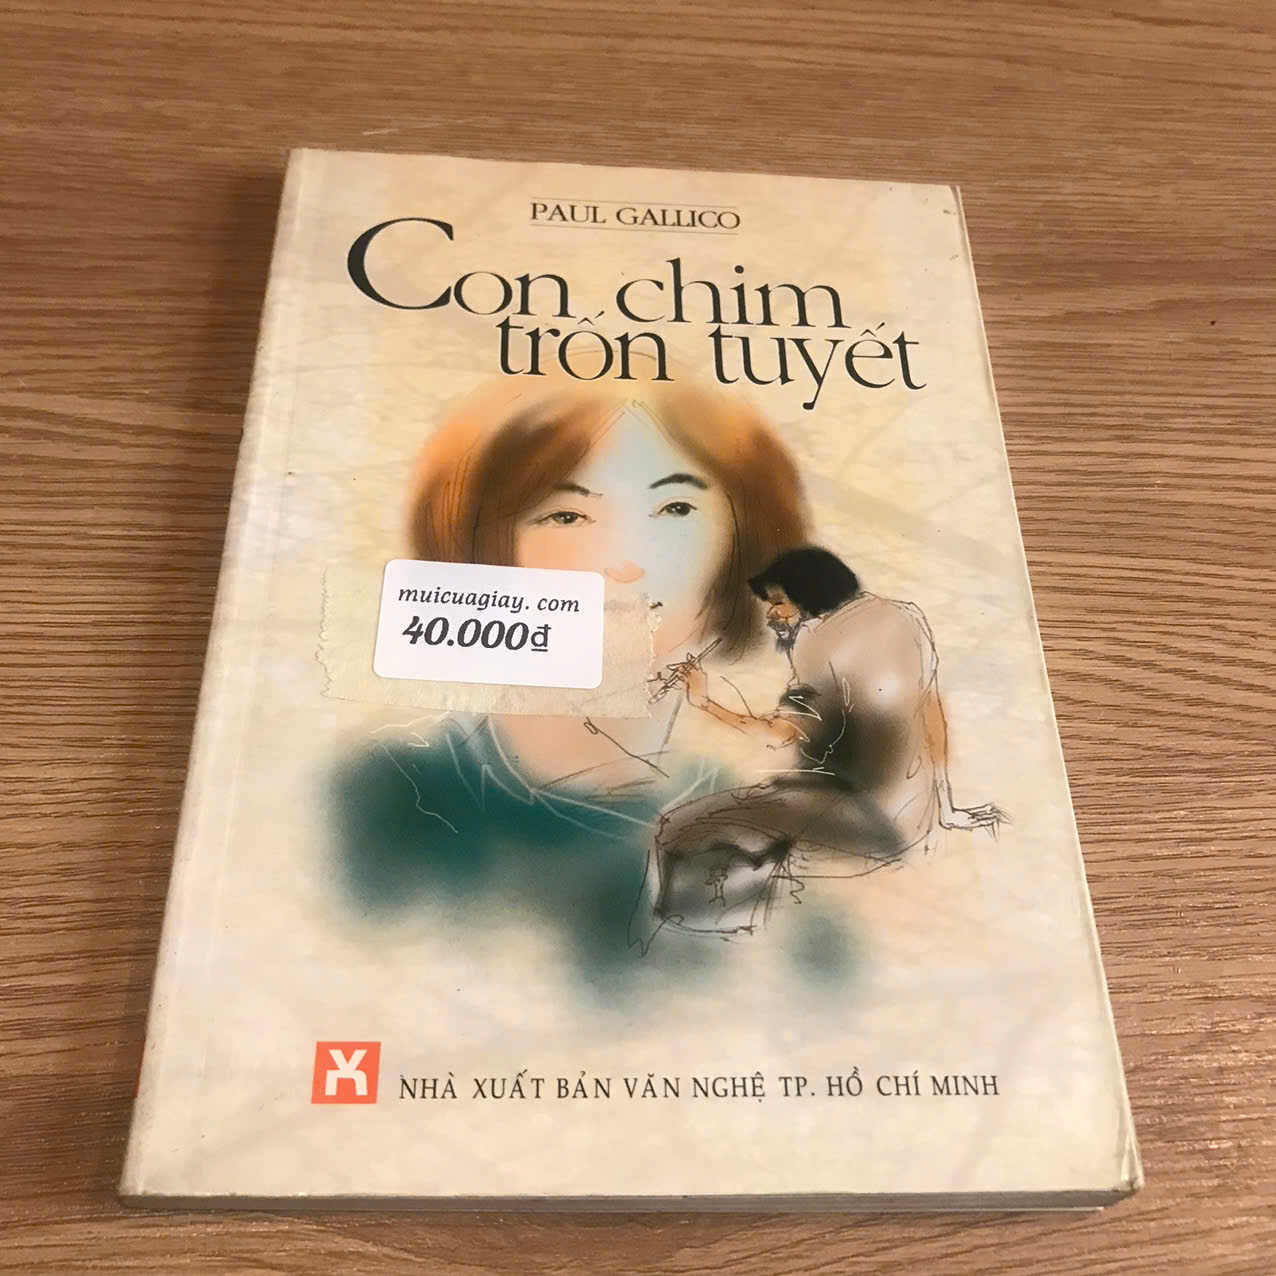 PAUL GALLICO
Con chim
trốn tuyết
muicuagiay. com
40.000đ
NHÀ XUẤT BẢN VĂN NGHỆ TP. HỒ CHÍ MINH